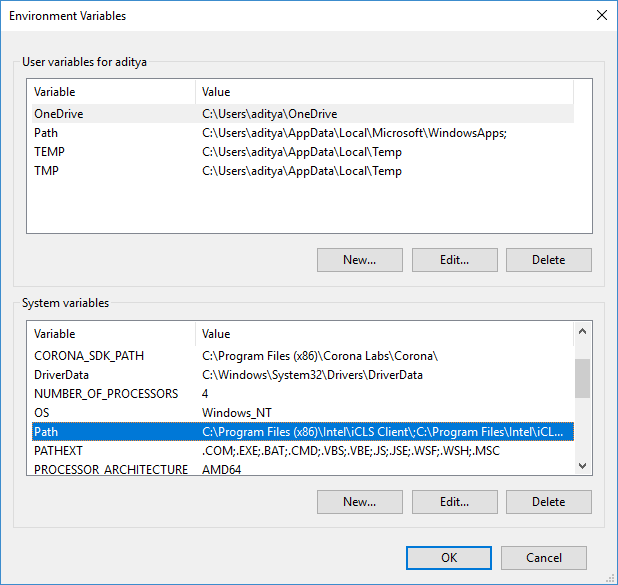 Environment Variables
User variables for aditya
Variable Value
OneDrive C:\Users\aditya\OneDrive
Path C:\Users\aditya\AppData\Local\Microsoft\WindowsApps;
TEMP C:\Users\aditya\AppData\Local\Temp
TMP C:\Users\aditya\AppData\Local\Temp
New... Edit... Delete
System variables
Variable Value
CORONA_SDK_PATH C:\Program Files (x86)\Corona Labs\Corona\
DriverData C:\Windows\System32\Drivers\DriverData
NUMBER_OF_PROCESSORS 4
OS Windows_NT
Path C:\Program Files (x86)\Intel\iCLS Client\;C:\Program Files\Intel\iCL...
PATHEXT .COM;.EXE;.BAT;.CMD;.VBS;.VBE;.JS;.JSE;.WSF;.WSH;.MSC
PROCESSOR_ARCHITECTURE AMD64
New... Edit... Delete
OK Cancel